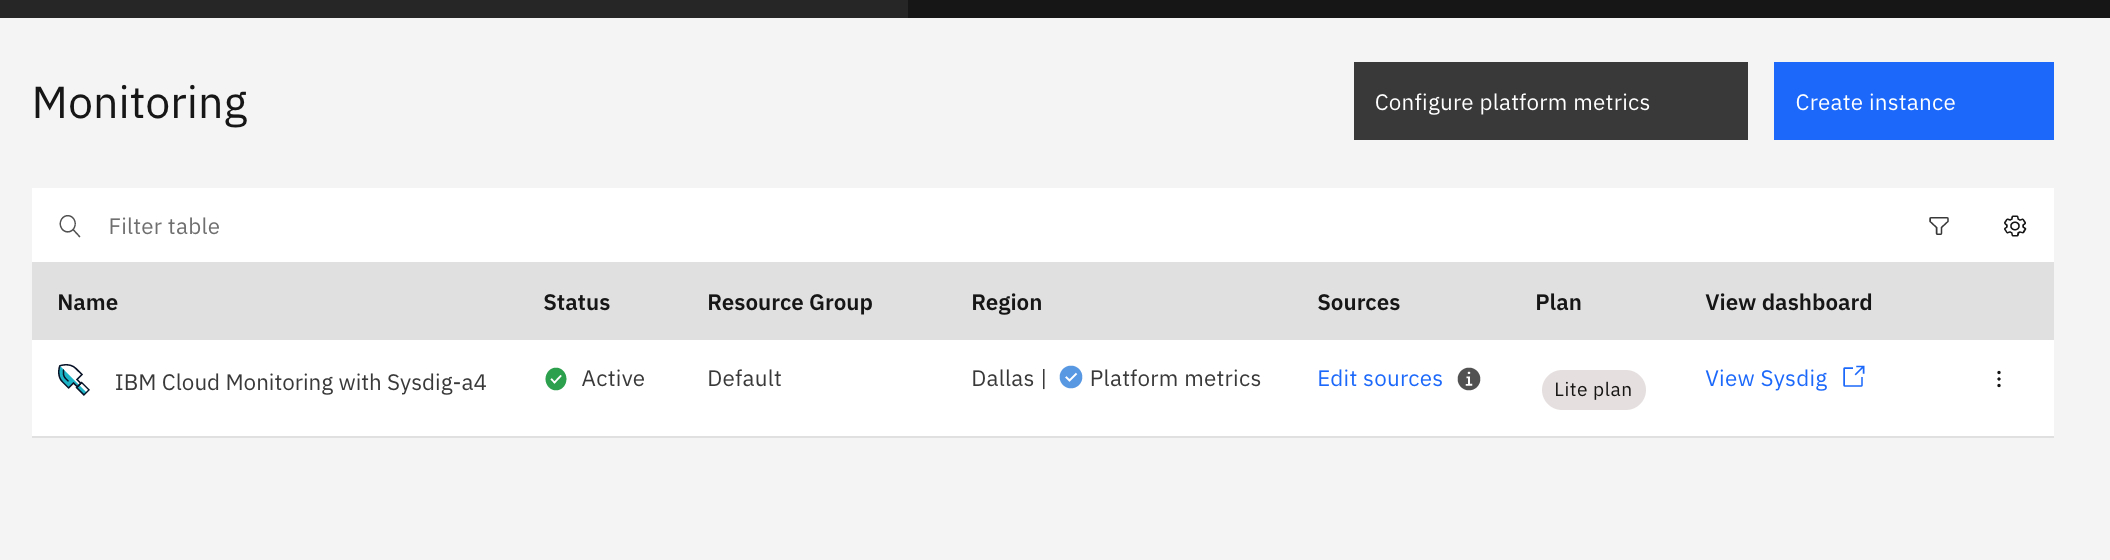 Monitoring
Configure platform metrics
Create instance
Filter table
Name Status Resource Group Region Sources Plan View dashboard
IBM Cloud Monitoring with Sysdig-a4 Active Default Dallas | Platform metrics Edit sources Lite plan View Sysdig